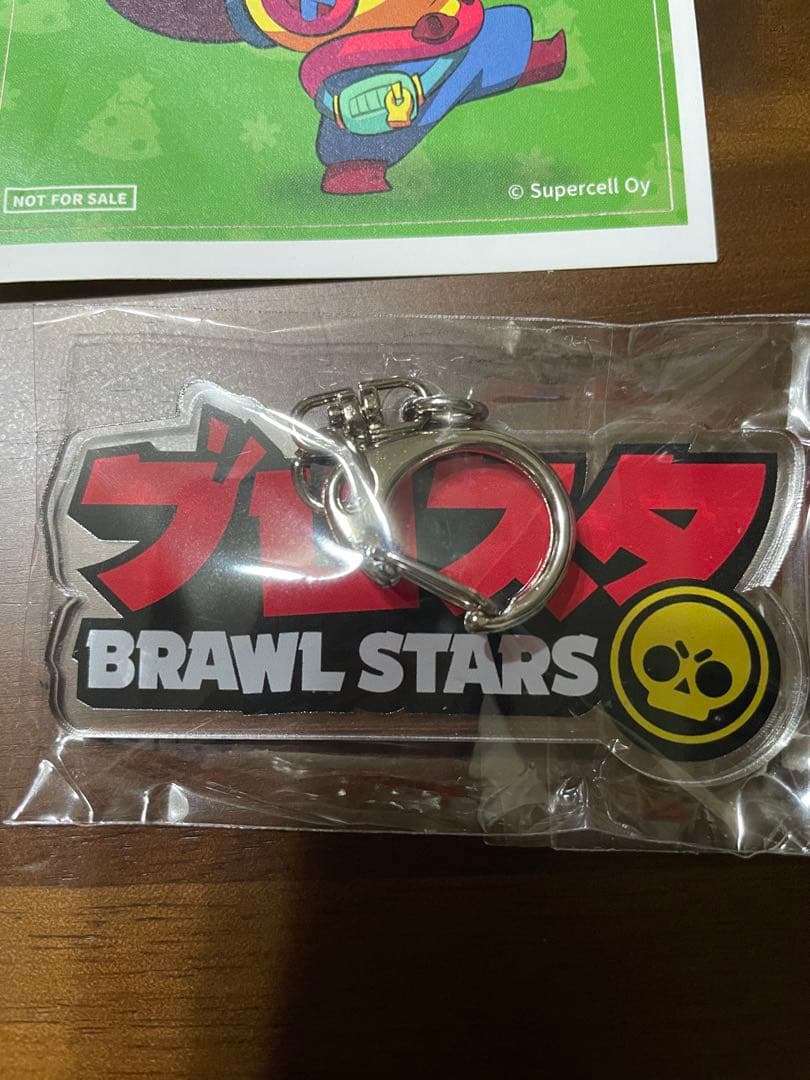 NOT FOR SALE
© Supercell Oy
ブロスタ
BRAWL STARS